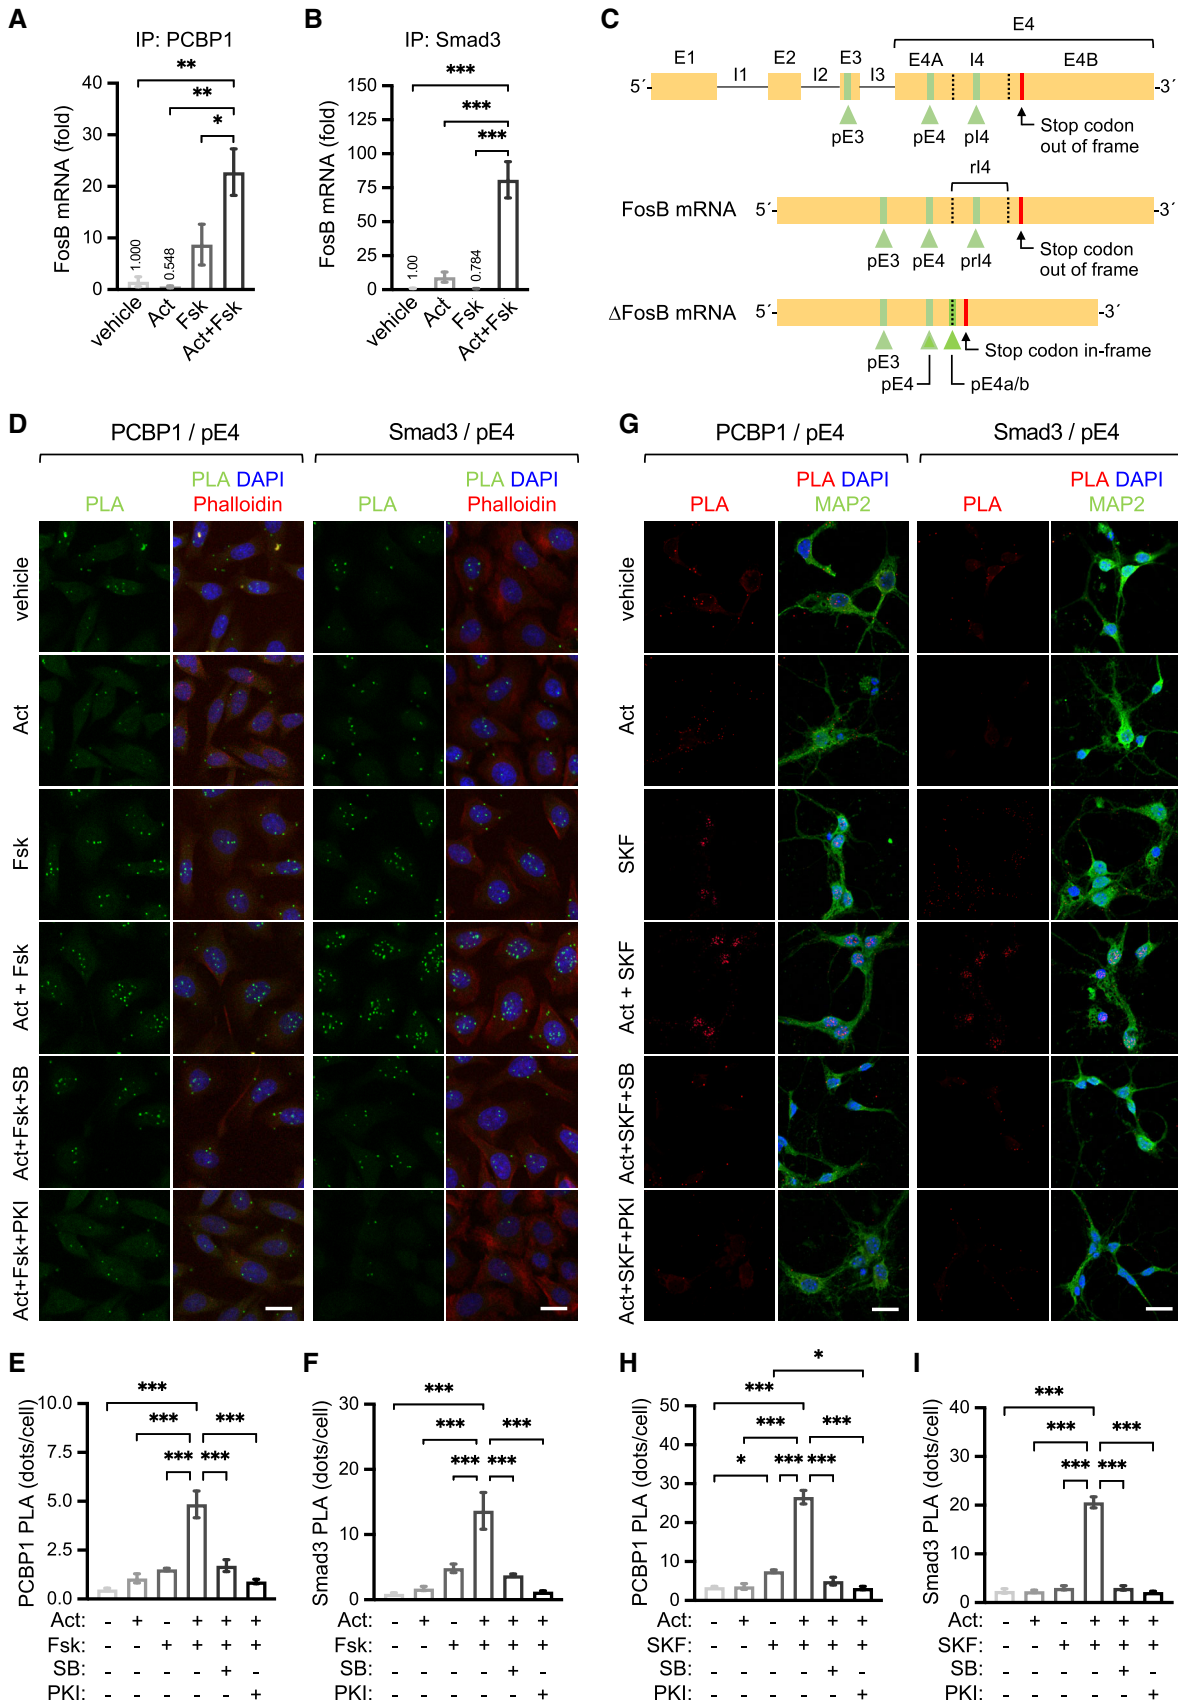 A
IP: PCBP1
FosB mRNA (fold)
40
30
20
10
0
**
**
*
1.000
0.548
vehicle
Act
Fsk
Act+Fsk
B
IP: Smad3
FosB mRNA (fold)
150
100
75
50
25
0
***
***
***
1.00
0.784
vehicle
Act
Fsk
Act+Fsk
C
E4
E1 I1 E2 I2 E3 I3 E4A I4 E4B
5´ -3´
pE3 pE4 pI4
Stop codon
out of frame
rI4
FosB mRNA 5´ -3´
pE3 pE4 prI4
Stop codon
out of frame
ΔFosB mRNA 5´ -3´
pE3
pE4
pE4a/b
Stop codon in-frame
D
PCBP1 / pE4 Smad3 / pE4
PLA DAPI PLA DAPI
PLA Phalloidin PLA Phalloidin
vehicle
Act
Fsk
Act + Fsk
Act+Fsk+SB
Act+Fsk+PKI
G
PCBP1 / pE4 Smad3 / pE4
PLA DAPI PLA DAPI
PLA MAP2 PLA MAP2
vehicle
Act
SKF
Act + SKF
Act+SKF+SB
Act+SKF+PKI
E
PCBP1 PLA (dots/cell)
10.0
7.5
5.0
2.5
0.0
***
*** ***
*** ***
Act: - + - + + +
Fsk: - - + + + +
SB: - - - - + -
PKI: - - - - - +
F
Smad3 PLA (dots/cell)
30
20
10
0
***
*** ***
*** ***
Act: - + - + + +
Fsk: - - + + + +
SB: - - - - + -
PKI: - - - - - +
H
PCBP1 PLA (dots/cell)
50
40
30
20
10
0
*
***
*** ***
* *** ***
Act: - + - + + +
SKF: - - + + + +
SB: - - - - + -
PKI: - - - - - +
I
Smad3 PLA (dots/cell)
40
30
20
10
0
***
*** ***
*** ***
Act: - + - + + +
SKF: - - + + + +
SB: - - - - + -
PKI: - - - - - +